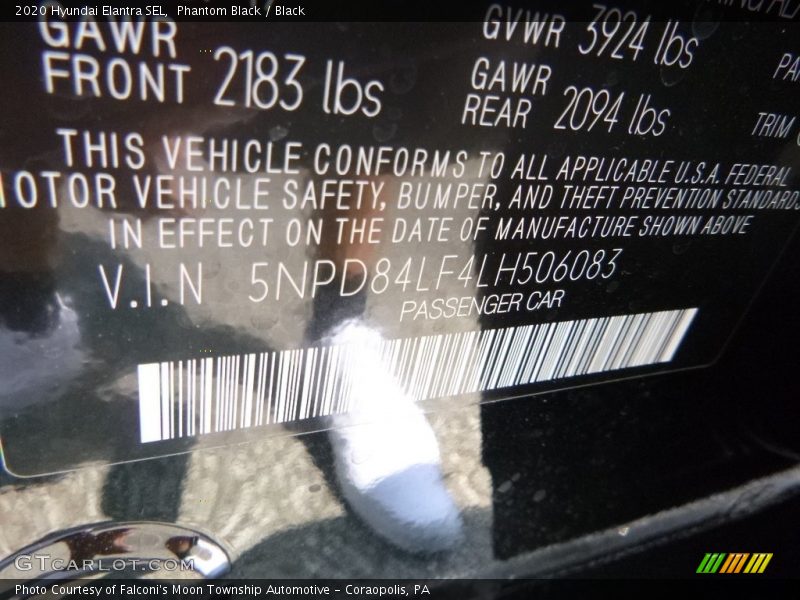 2020 Hyundai Elantra SEL, Phantom Black / Black
GAWR FRONT 2183 lbs
GVWR 3924 lbs
GAWR REAR 2094 lbs
TRIM
THIS VEHICLE CONFORMS TO ALL APPLICABLE U.S.A. FEDERAL
MOTOR VEHICLE SAFETY, BUMPER, AND THEFT PREVENTION STANDARDS
IN EFFECT ON THE DATE OF MANUFACTURE SHOWN ABOVE
V.I.N 5NPD84LF4LH506083
PASSENGER CAR
GTcarlot.com
Photo Courtesy of Falconi's Moon Township Automotive - Coraopolis, PA